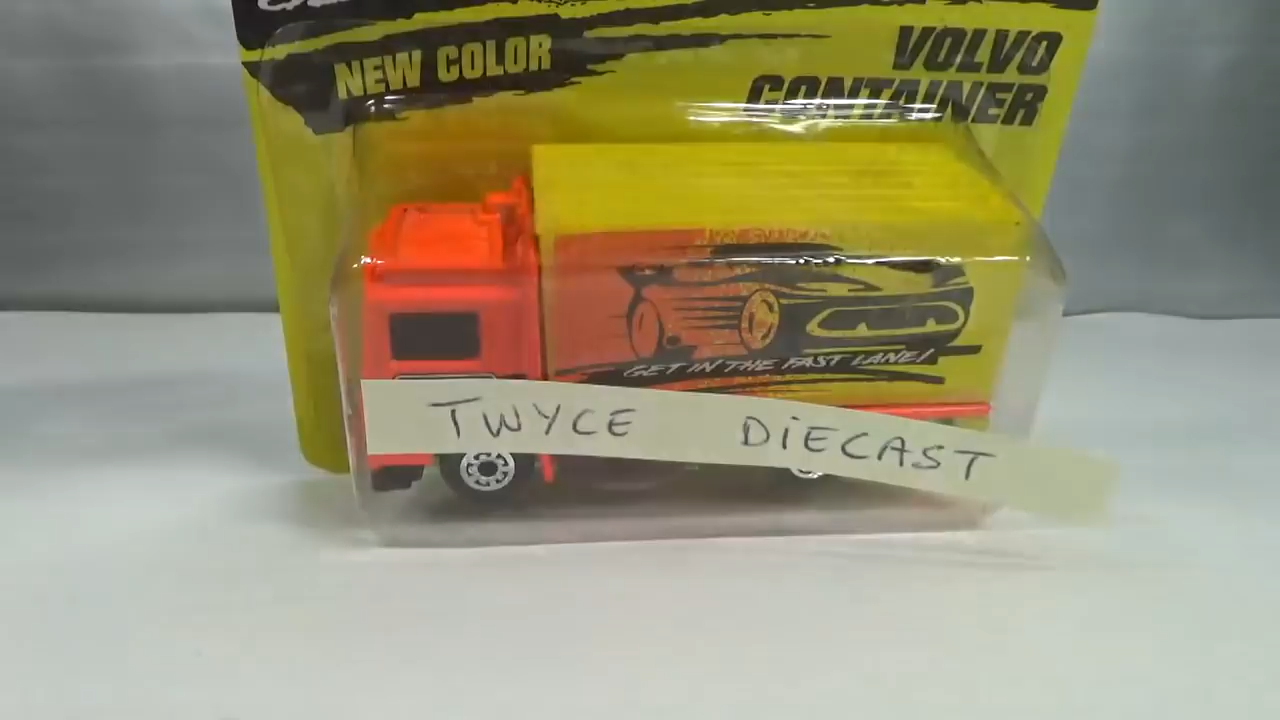 NEW COLOR
VOLVO
CONTAINER
GET IN THE FAST LANE!
TWYCE DiECAST